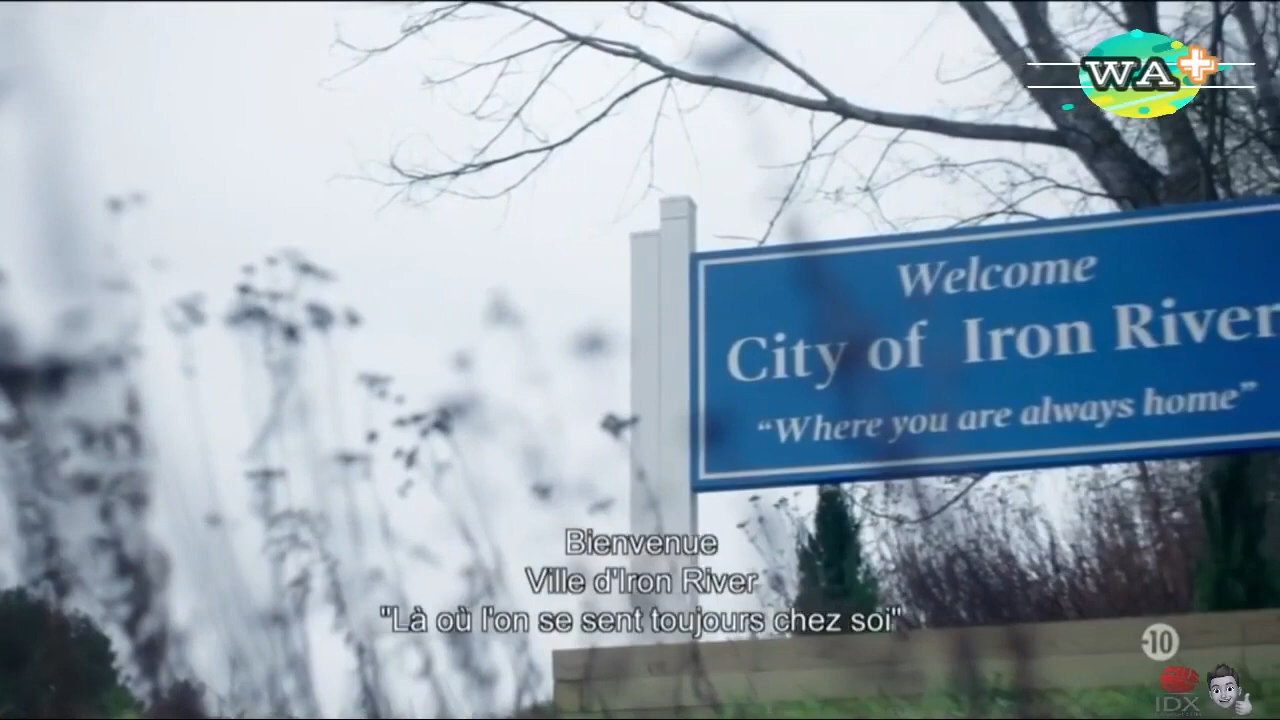 WA+
Welcome
City of Iron River
“Where you are always home”
Bienvenue
Ville d'Iron River
"Là où l'on se sent toujours chez soi"
-10
IDX